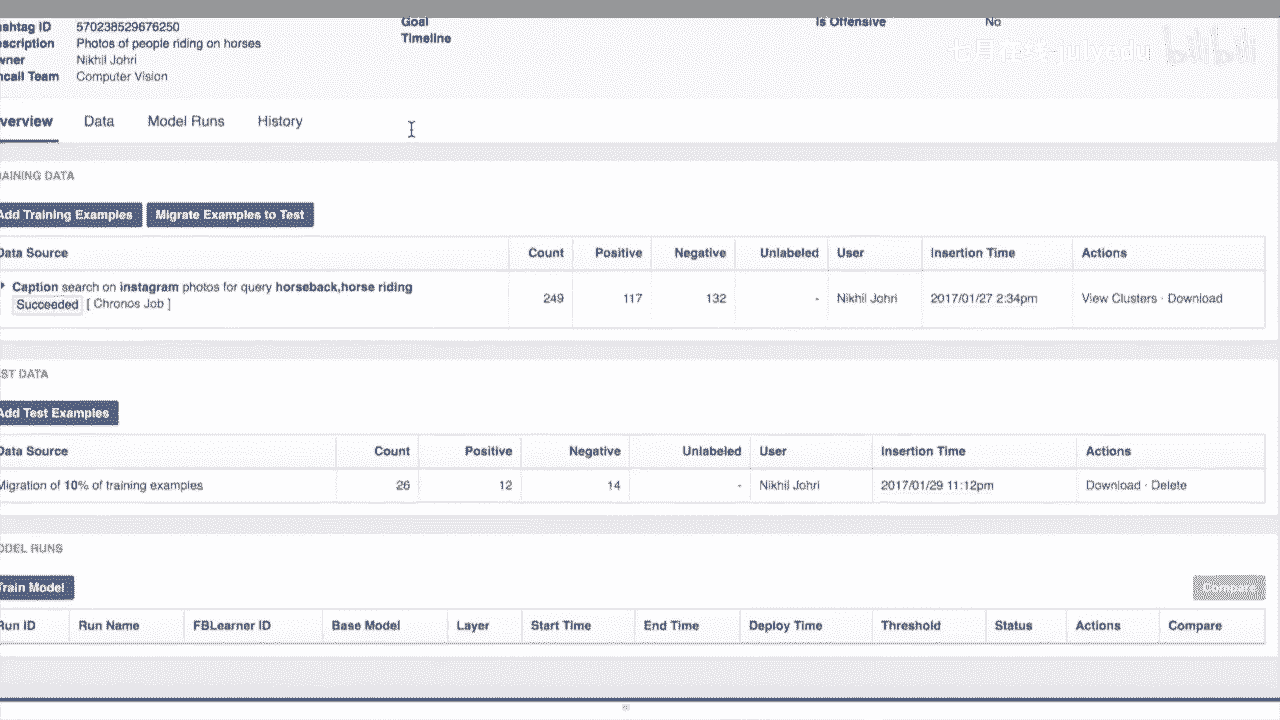 ashtag ID 570238529676250
escription Photos of people riding on horses
wner Nikhil Johri
ncall Team Computer Vision
Goal
Timeline
Is Offensive No
七月在线-julyedu bilibili
verview Data Model Runs History
AINING DATA
Add Training Examples Migrate Examples to Test
Data Source Count Positive Negative Unlabeled User Insertion Time Actions
Caption search on instagram photos for query horseback,horse riding
Succeeded [ Chronos Job ]
249 117 132 - Nikhil Johri 2017/01/27 2:34pm View Clusters · Download
ST DATA
Add Test Examples
Data Source Count Positive Negative Unlabeled User Insertion Time Actions
Migration of 10% of training examples 26 12 14 - Nikhil Johri 2017/01/29 11:12pm Download · Delete
ODEL RUNS
Train Model
Run ID Run Name FBLearner ID Base Model Layer Start Time End Time Deploy Time Threshold Status Actions Compare